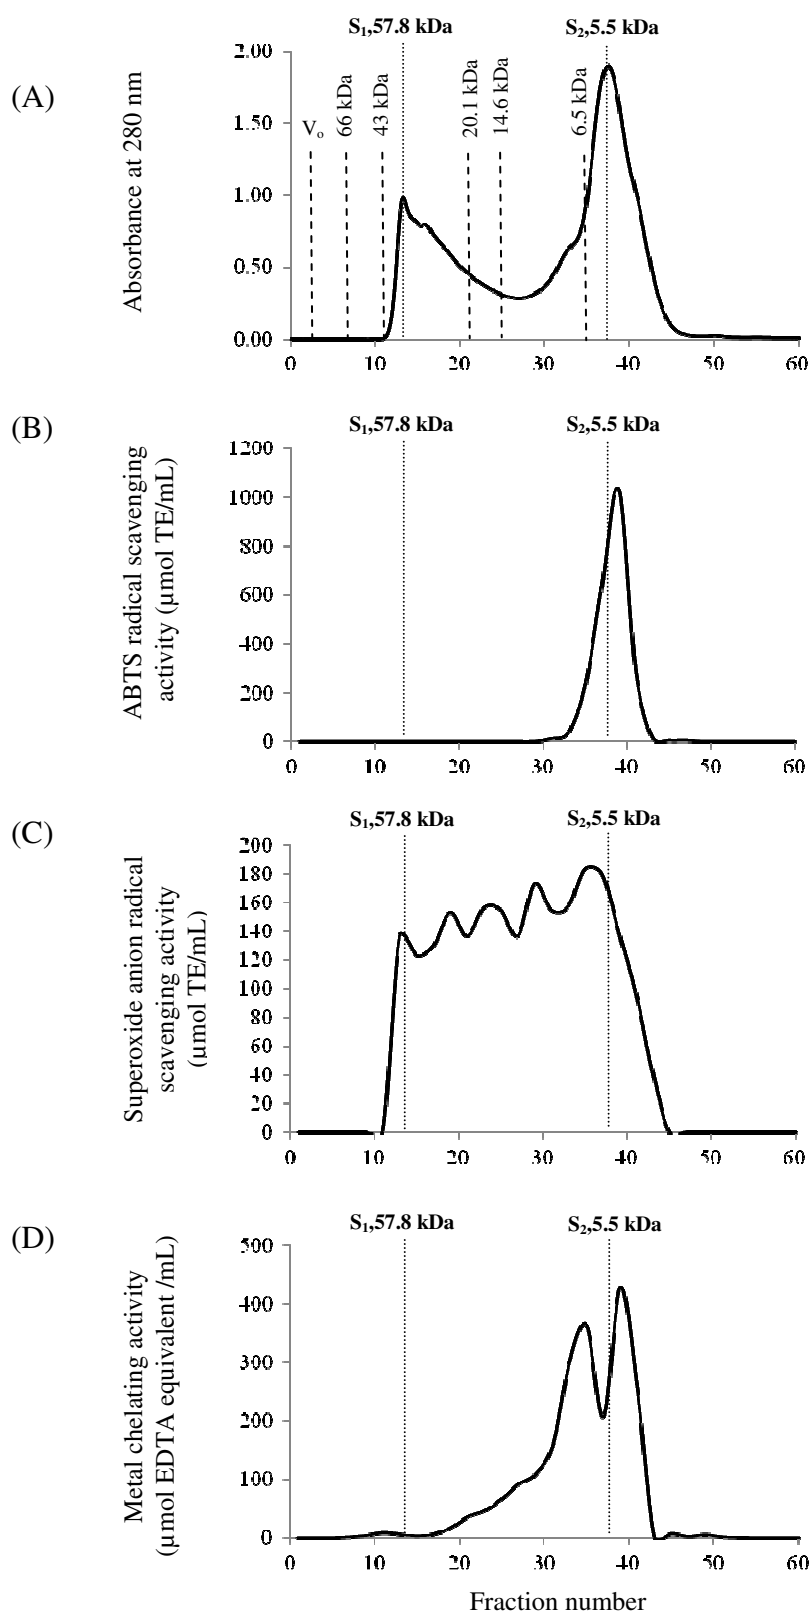 (A)
S₁,57.8 kDa
S₂,5.5 kDa
Absorbance at 280 nm
Vₒ
66 kDa
43 kDa
20.1 kDa
14.6 kDa
6.5 kDa
2.00
1.50
1.00
0.50
0.00
0 10 20 30 40 50 60
(B)
S₁,57.8 kDa
S₂,5.5 kDa
ABTS radical scavenging
activity (μmol TE/mL)
1200
1000
800
600
400
200
0
0 10 20 30 40 50 60
(C)
S₁,57.8 kDa
S₂,5.5 kDa
Superoxide anion radical
scavenging activity
(μmol TE/mL)
200
180
160
140
120
100
80
60
40
20
0
0 10 20 30 40 50 60
(D)
S₁,57.8 kDa
S₂,5.5 kDa
Metal chelating activity
(μmol EDTA equivalent /mL)
500
400
300
200
100
0
0 10 20 30 40 50 60
Fraction number